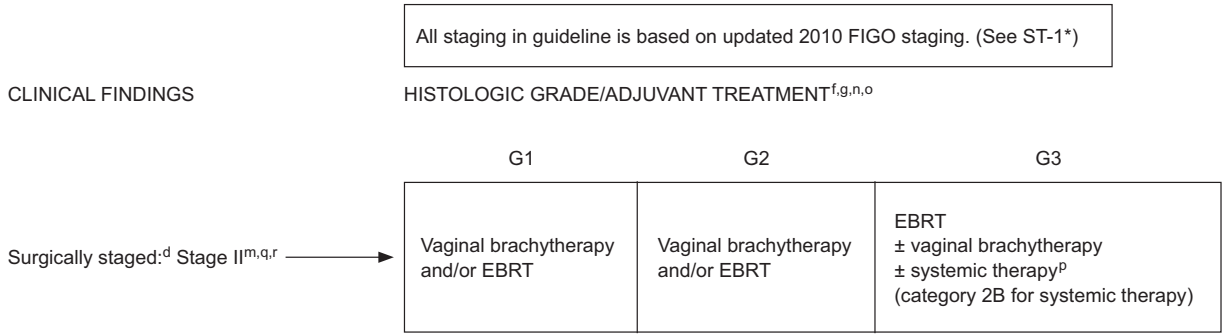 All staging in guideline is based on updated 2010 FIGO staging. (See ST-1*)
CLINICAL FINDINGS
HISTOLOGIC GRADE/ADJUVANT TREATMENTf,g,n,o
G1
G2
G3
Surgically staged:d Stage IIm,q,r
Vaginal brachytherapy
and/or EBRT
Vaginal brachytherapy
and/or EBRT
EBRT
± vaginal brachytherapy
± systemic therapyp
(category 2B for systemic therapy)